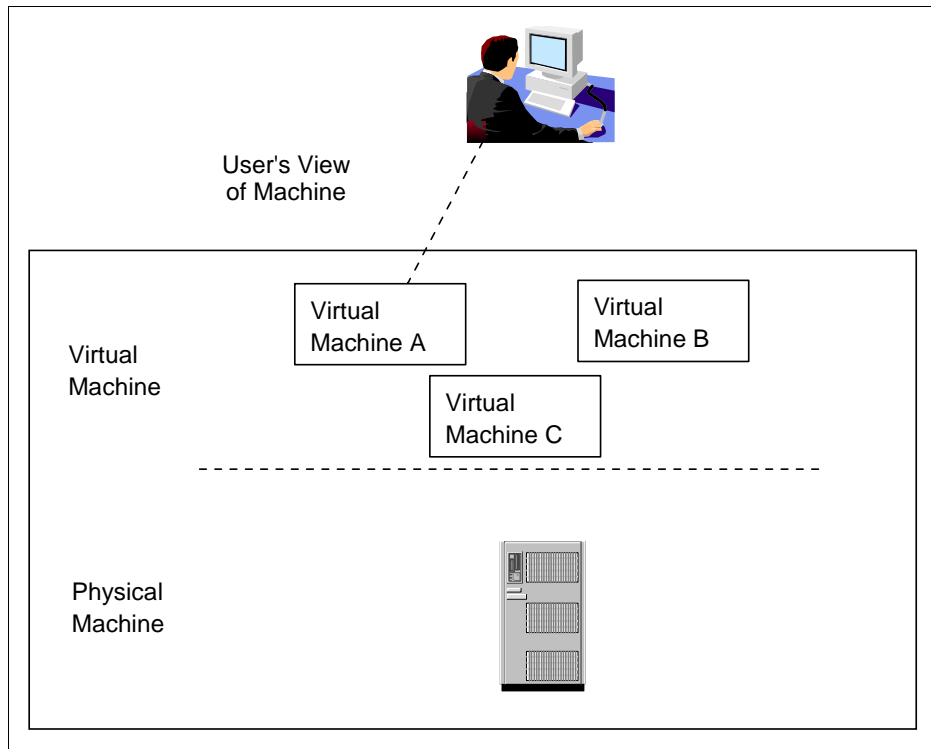 User's View
of Machine
Virtual
Machine A
Virtual
Machine B
Virtual
Machine
Virtual
Machine C
Physical
Machine